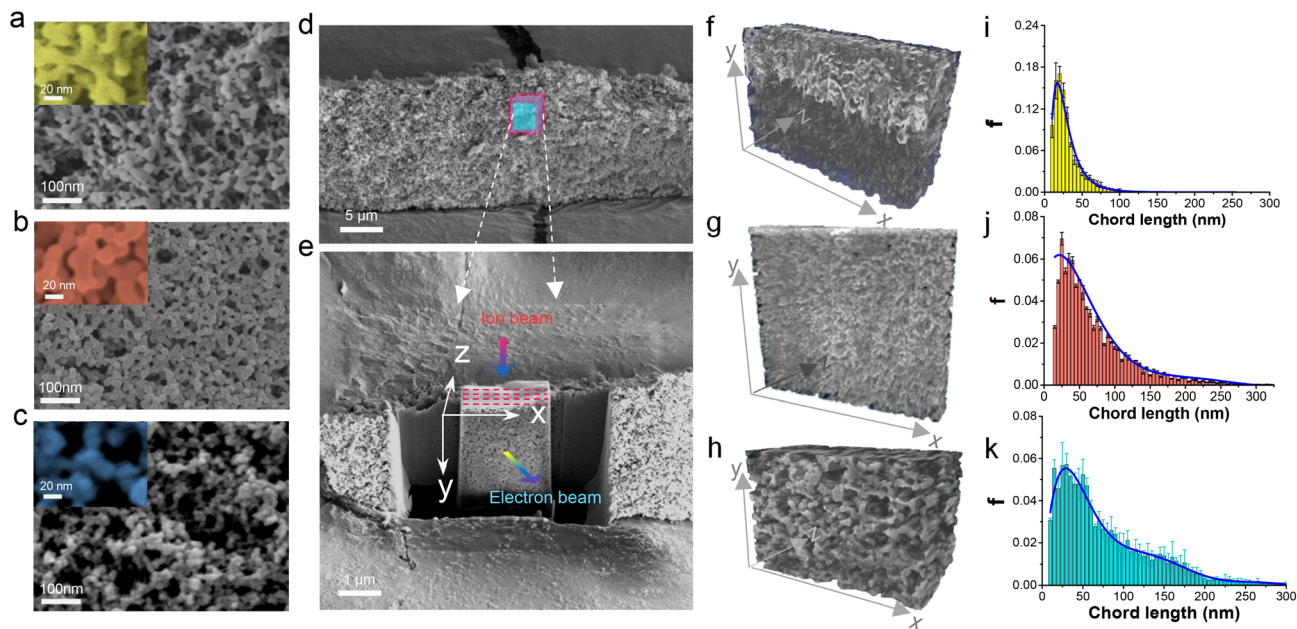 a
20 nm
100nm
b
20 nm
100nm
c
20 nm
100nm
d
5 μm
e
Ion beam
z
x
y
Electron beam
1 μm
f
y
z
x
g
y
x
h
y
z
x
i
0.24
0.18
0.12
0.06
0.00
f
0 50 100 150 200 250 300
Chord length (nm)
j
0.08
0.06
0.04
0.02
0.00
f
0 50 100 150 200 250 300
Chord length (nm)
k
0.08
0.06
0.04
0.02
0.00
f
0 50 100 150 200 250 300
Chord length (nm)